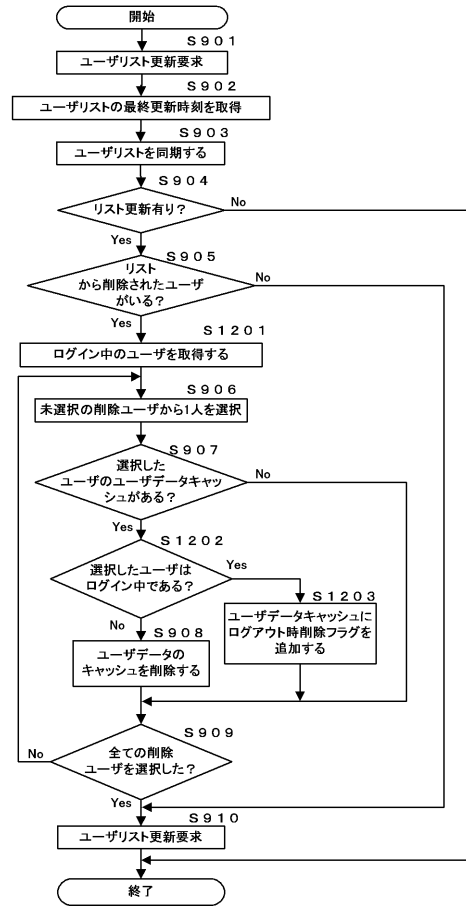 開始
S901
ユーザリスト更新要求
S902
ユーザリストの最終更新時刻を取得
S903
ユーザリストを同期する
S904
リスト更新有り?
No
Yes
S905
リスト
から削除されたユーザ
がいる?
No
Yes
S1201
ログイン中のユーザを取得する
S906
未選択の削除ユーザから1人を選択
S907
選択した
ユーザのユーザデータキャッ
シュがある?
No
Yes
S1202
選択したユーザは
ログイン中である?
Yes
No
S1203
ユーザデータキャッシュに
ログアウト時削除フラグを
追加する
S908
ユーザデータの
キャッシュを削除する
S909
全ての削除
ユーザを選択した?
No
Yes
S910
ユーザリスト更新要求
終了